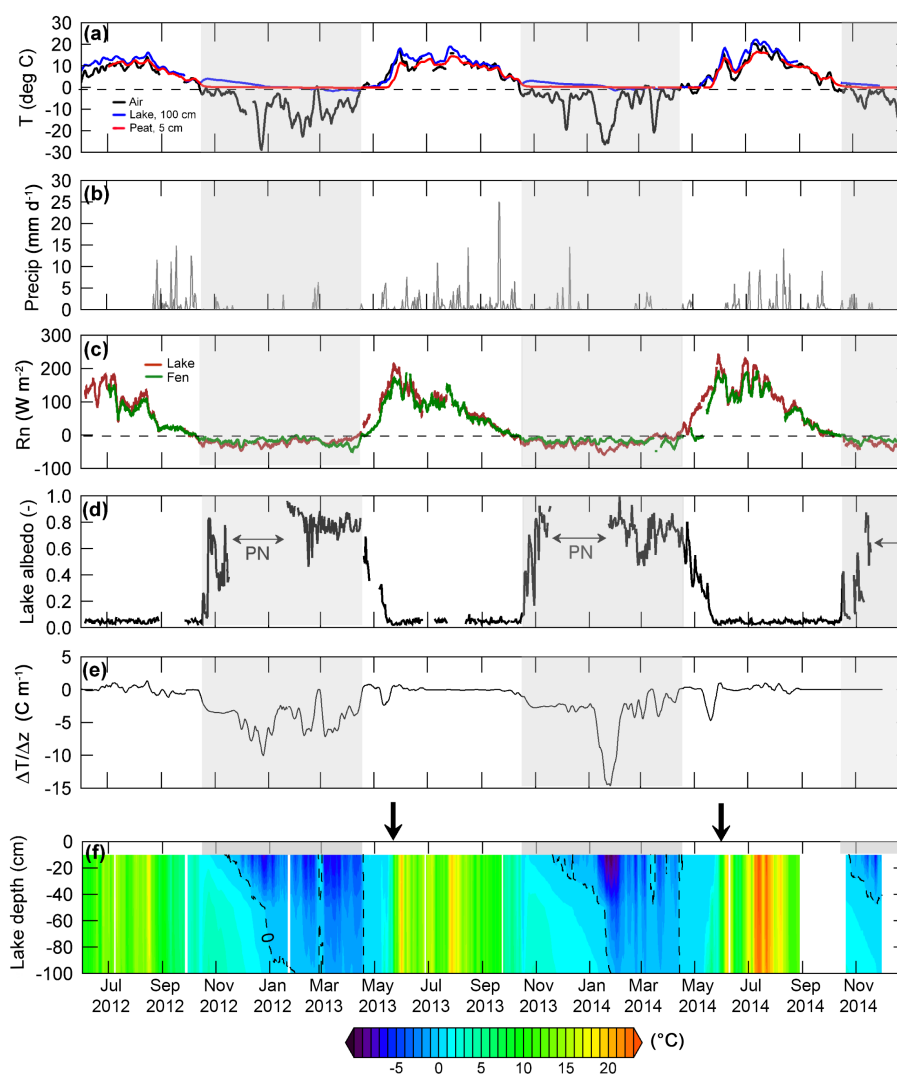 (a)
T (deg C)
30
20
10
0
-10
-20
-30
Air
Lake, 100 cm
Peat, 5 cm
(b)
Precip (mm d⁻¹)
30
25
20
15
10
5
0
(c)
Rn (W m⁻²)
300
200
100
0
-100
Lake
Fen
(d)
Lake albedo (-)
1.0
0.8
0.6
0.4
0.2
0.0
PN
PN
(e)
ΔT/Δz (C m⁻¹)
5
0
-5
-10
-15
(f)
Lake depth (cm)
0
-20
-40
-60
-80
-100
0
Jul Sep Nov Jan Mar May Jul Sep Nov Jan Mar May Jul Sep Nov
2012 2012 2012 2013 2013 2013 2013 2013 2013 2014 2014 2014 2014 2014 2014
-5 0 5 10 15 20 (°C)